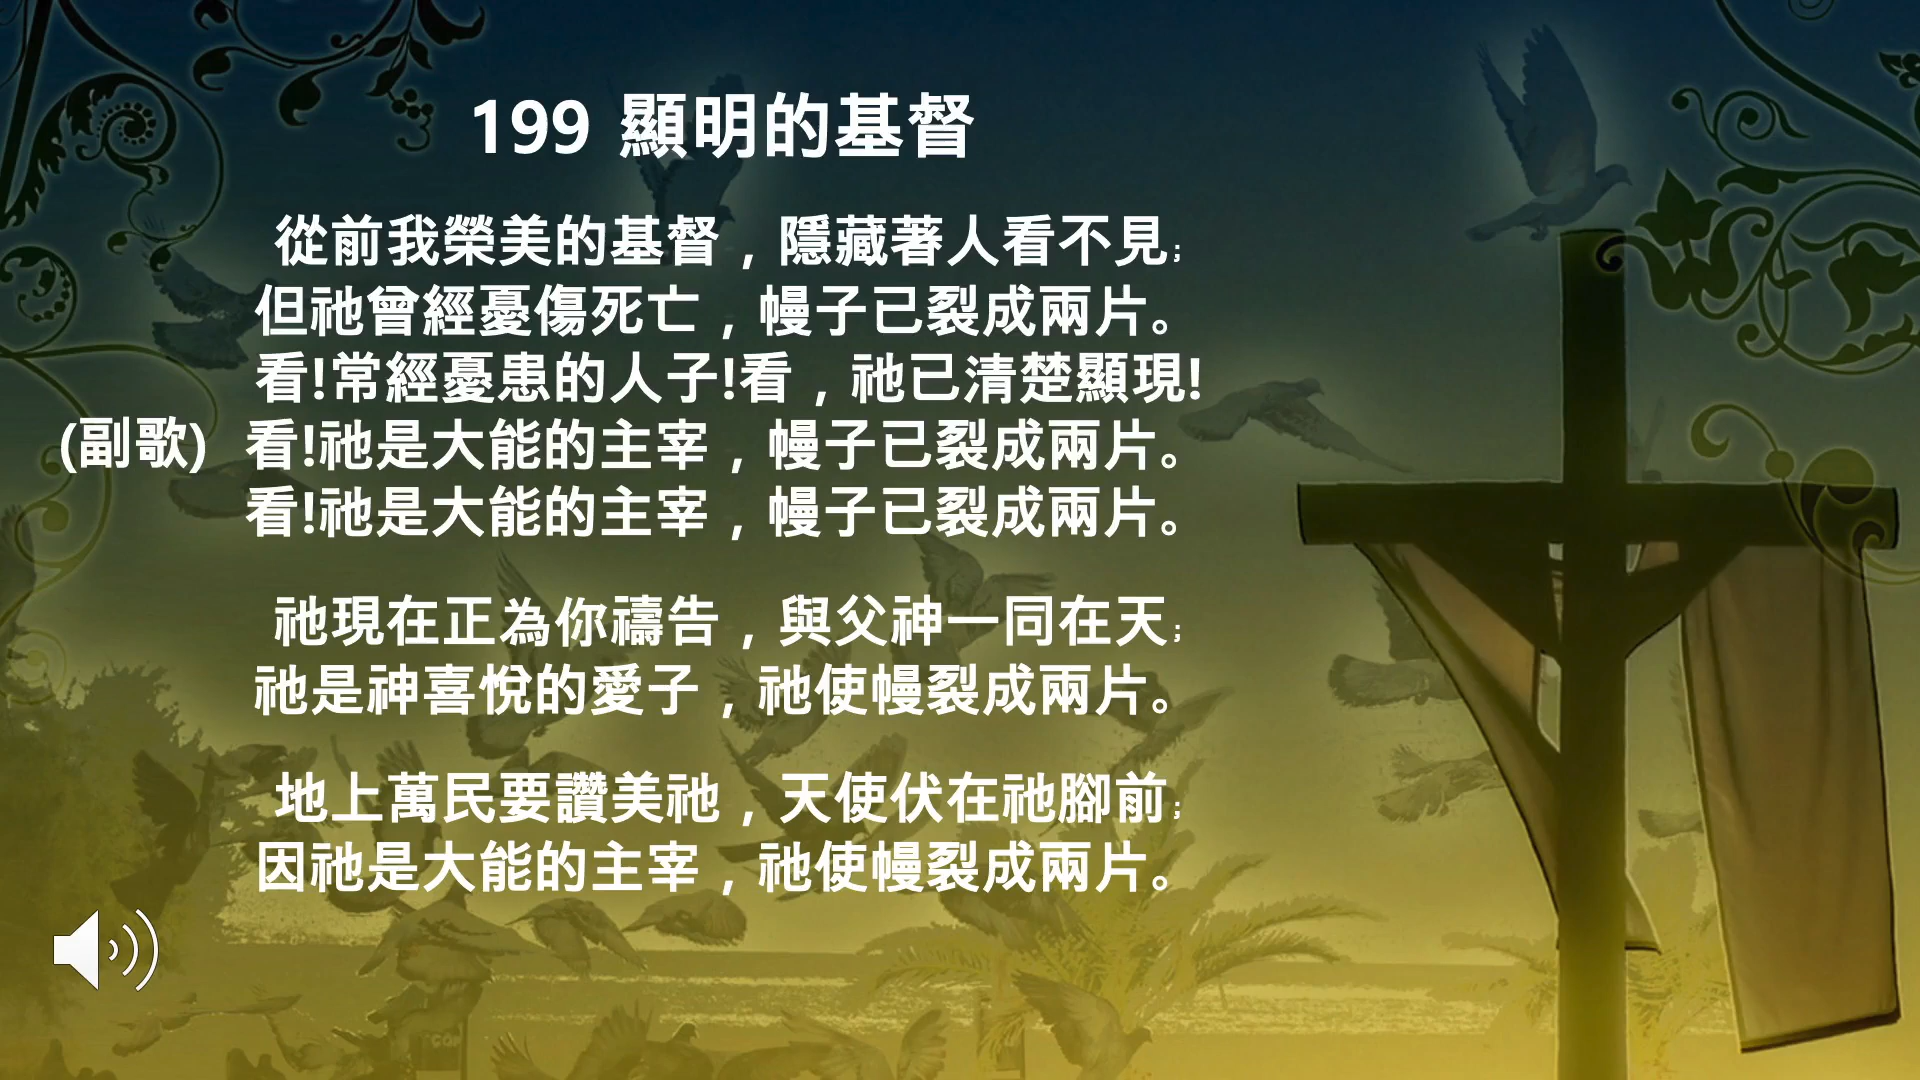 199 顯明的基督
從前我榮美的基督，隱藏著人看不見；
但祂曾經憂傷死亡，幔子已裂成兩片。
看!常經憂患的人子!看，祂已清楚顯現!
(副歌) 看!祂是大能的主宰，幔子已裂成兩片。
看!祂是大能的主宰，幔子已裂成兩片。
祂現在正為你禱告，與父神一同在天；
祂是神喜悅的愛子，祂使幔裂成兩片。
地上萬民要讚美祂，天使伏在祂腳前；
因祂是大能的主宰，祂使幔裂成兩片。